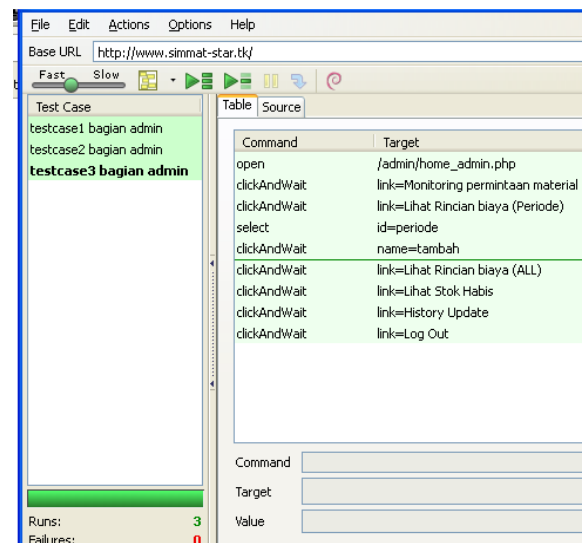 File Edit Actions Options Help
Base URL http://www.simmat-star.tk/
Fast Slow
Test Case
testcase1 bagian admin
testcase2 bagian admin
testcase3 bagian admin
Runs: 3
Failures: 0
Table Source
Command Target
open /admin/home_admin.php
clickAndWait link=Monitoring permintaan material
clickAndWait link=Lihat Rincian biaya (Periode)
select id=periode
clickAndWait name=tambah
clickAndWait link=Lihat Rincian biaya (ALL)
clickAndWait link=Lihat Stok Habis
clickAndWait link=History Update
clickAndWait link=Log Out
Command
Target
Value